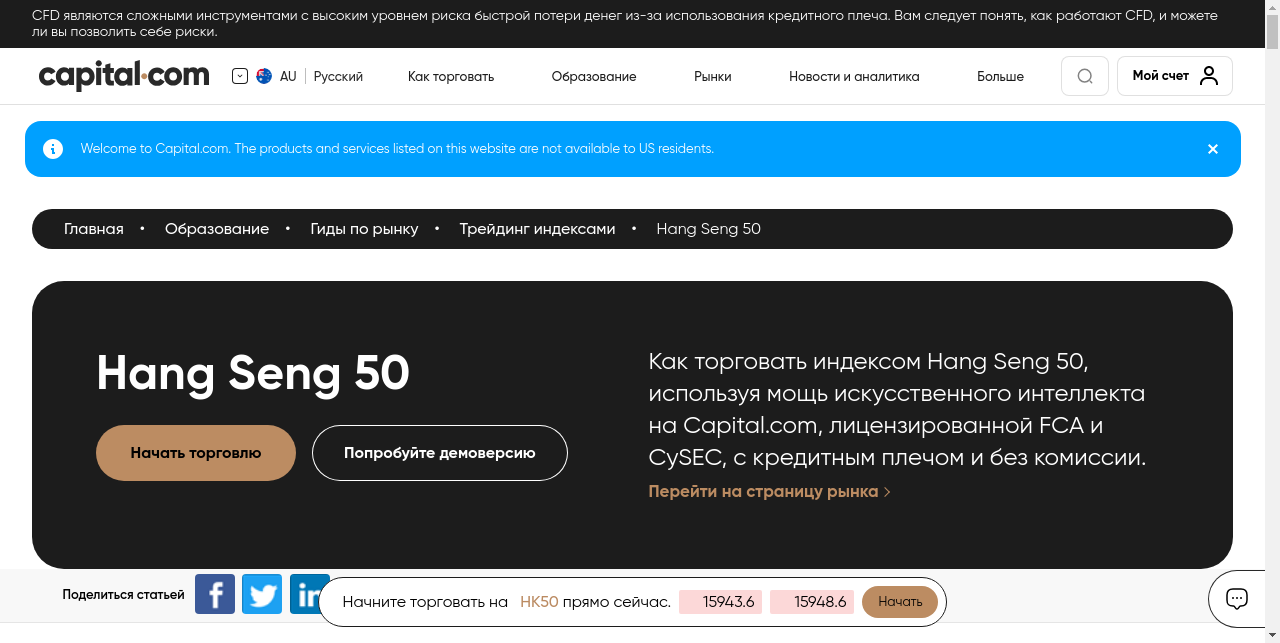 CFD являются сложными инструментами с высоким уровнем риска быстрой потери денег из-за использования кредитного плеча. Вам следует понять, как работают CFD, и можете
ли вы позволить себе риски.
capital.com AU Русский Как торговать Образование Рынки Новости и аналитика Больше Мой счет
Welcome to Capital.com. The products and services listed on this website are not available to US residents.
Главная • Образование • Гиды по рынку • Трейдинг индексами • Hang Seng 50
Hang Seng 50
Начать торговлю Попробуйте демоверсию
Как торговать индексом Hang Seng 50,
используя мощь искусственного интеллекта
на Capital.com, лицензированной FCA и
CySEC, с кредитным плечом и без комиссии.
Перейти на страницу рынка
Поделиться статьей
Начните торговать на HK50 прямо сейчас. 15943.6 15948.6 Начать